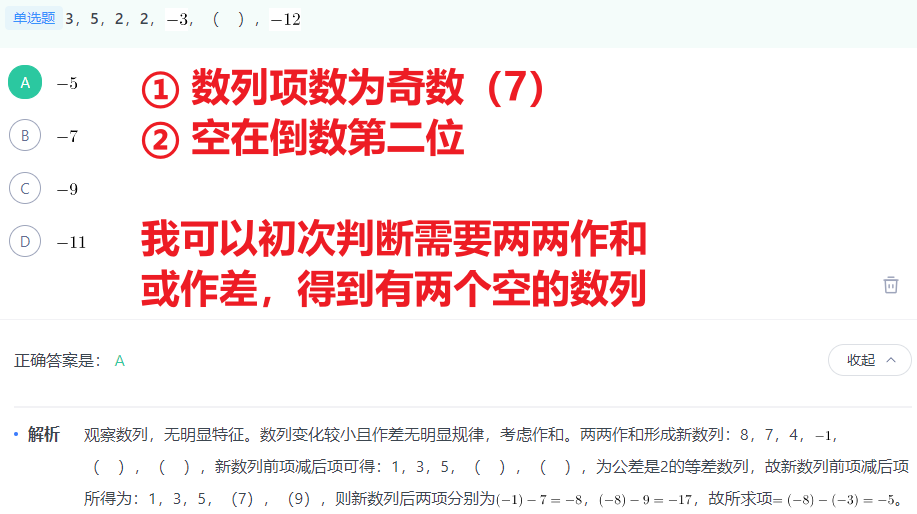 单选题 3，5，2，2，−3，（ ），−12
A −5
① 数列项数为奇数（7）
B −7
② 空在倒数第二位
C −9
D −11
我可以初次判断需要两两作和
或作差，得到有两个空的数列
正确答案是： A
收起
· 解析 观察数列，无明显特征。数列变化较小且作差无明显规律，考虑作和。两两作和形成新数列：8，7，4，−1，
（ ），（ ），新数列前项减后项可得：1，3，5，（ ），（ ），为公差是2的等差数列，故新数列前项减后项
所得为：1，3，5，（7），（9），则新数列后两项分别为(−1)−7=−8，(−8)−9=−17，故所求项=(−8)−(−3)=−5。